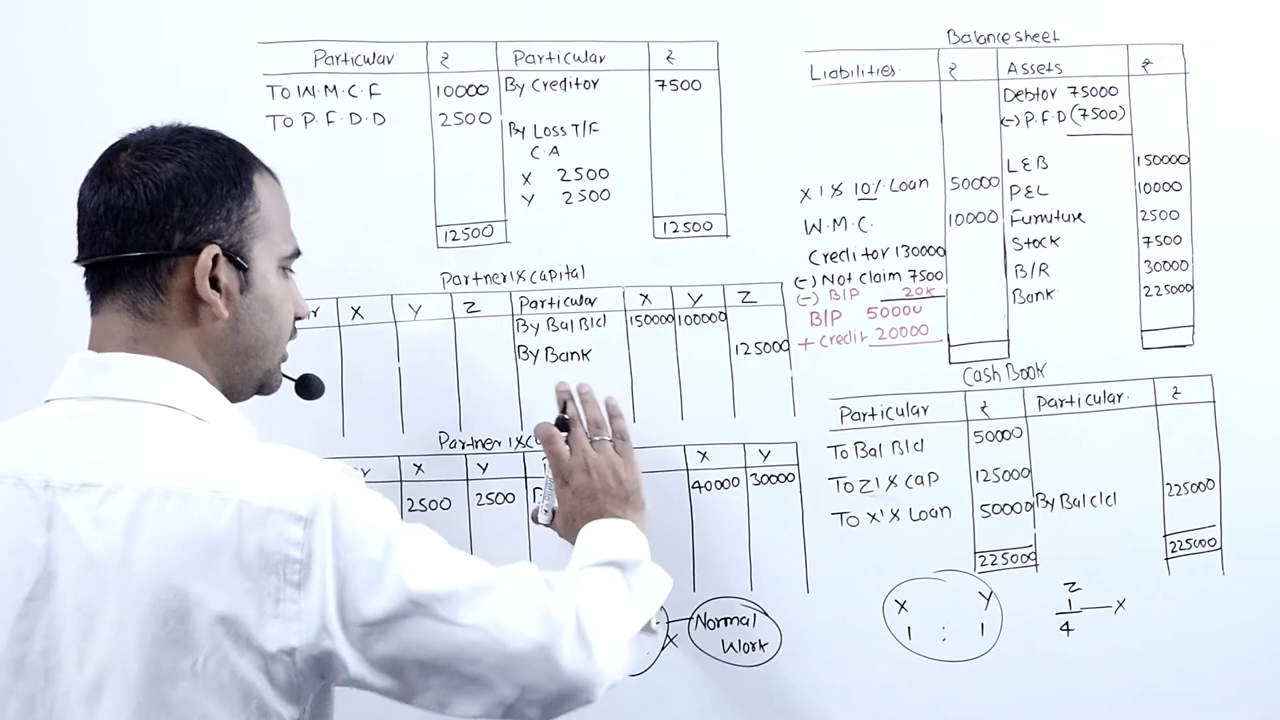 Particular ₹ Particular ₹
TO W.M.C.F 10000 By Creditor 7500
TO P.F.D.D 2500
By Loss T/F
C.A
X 2500
Y 2500
12500 12500
Partner's capital
X Y Z Particular X Y Z
By Bal B/d 150000 100000
By Bank 125000
X Y X Y
2500 2500 40000 30000
Normal
Work
X
Balance sheet
Liabilities. ₹ Assets ₹
Debtor 75000
(-) P.F.D (7500)
L&B 150000
X's 10% Loan 50000 P&L 10000
W.M.C. 10000 Furniture 2500
Creditor 130000 Stock 7500
(-) Not claim 7500 B/R 30000
(-) B/P 20K Bank 225000
B/P 50000
+ credit 20000
Cash Book
Particular ₹ Particular. ₹
To Bal B/d 50000
To Z's cap 125000
To X's Loan 50000 By Bal c/d 225000
225000 225000
X Y
1 : 1
Z
1/4 — X